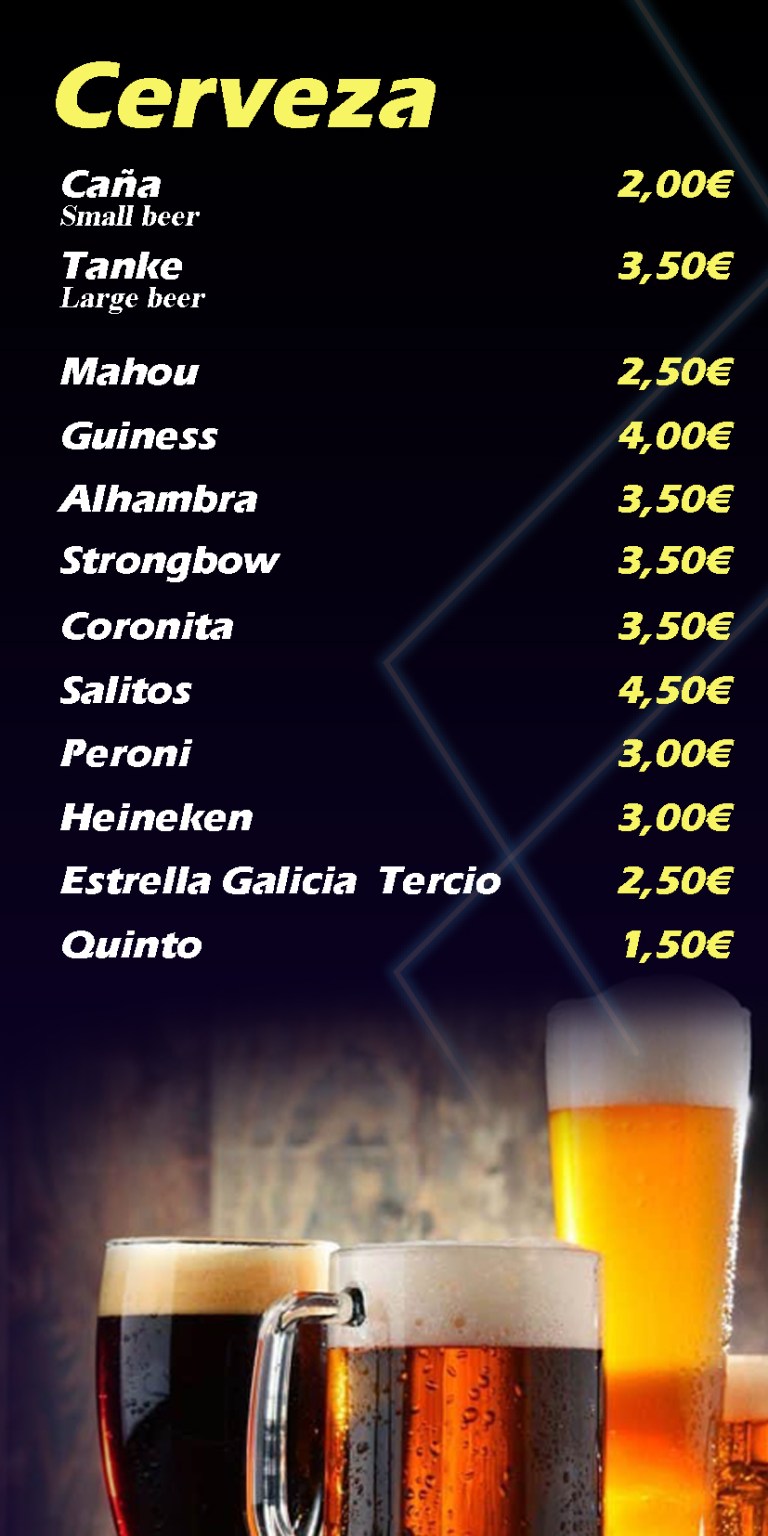 Cerveza
Caña 2,00€
Small beer
Tanke 3,50€
Large beer
Mahou 2,50€
Guiness 4,00€
Alhambra 3,50€
Strongbow 3,50€
Coronita 3,50€
Salitos 4,50€
Peroni 3,00€
Heineken 3,00€
Estrella Galicia Tercio 2,50€
Quinto 1,50€